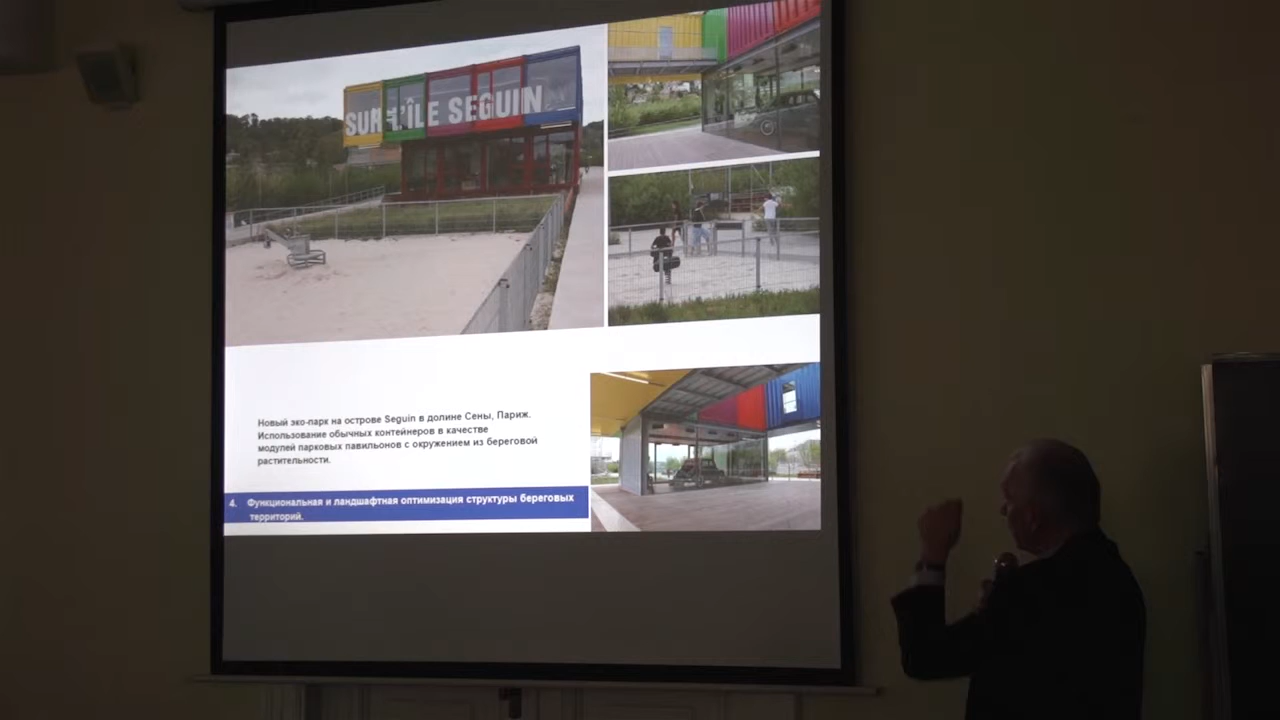 SUR L'ÎLE SEGUIN
Новый эко-парк на острове Seguin в долине Сены, Париж.
Использование обычных контейнеров в качестве
модулей парковых павильонов с окружением из береговой
растительности.
4. Функциональная и ландшафтная оптимизация структуры береговых
территорий.